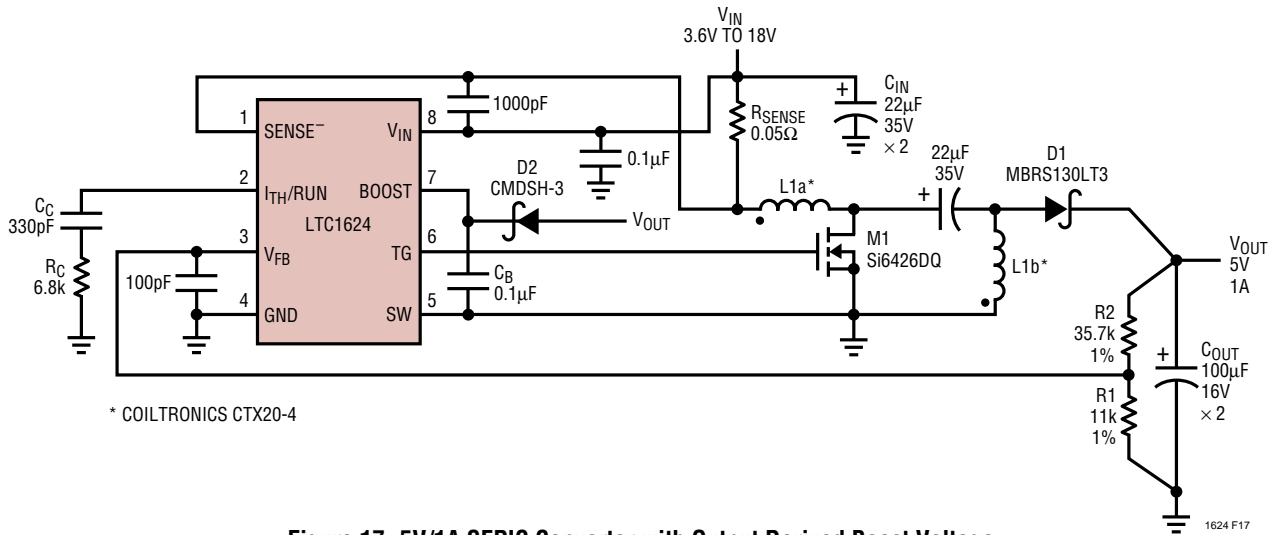 V_IN
3.6V TO 18V
1
SENSE⁻
V_IN
8
1000pF
R_SENSE
0.05Ω
+
C_IN
22µF
35V
× 2
0.1µF
2
I_TH/RUN
BOOST
7
D2
CMDSH-3
V_OUT
L1a*
+
22µF
35V
D1
MBRS130LT3
C_C
330pF
R_C
6.8k
LTC1624
3
V_FB
TG
6
M1
Si6426DQ
L1b*
V_OUT
5V
1A
100pF
C_B
0.1µF
4
GND
SW
5
R2
35.7k
1%
+
C_OUT
100µF
16V
× 2
R1
11k
1%
* COILTRONICS CTX20-4
1624 F17
Figure 17. 5V/1A SEPIC Converter with Output Derived Boost Voltage